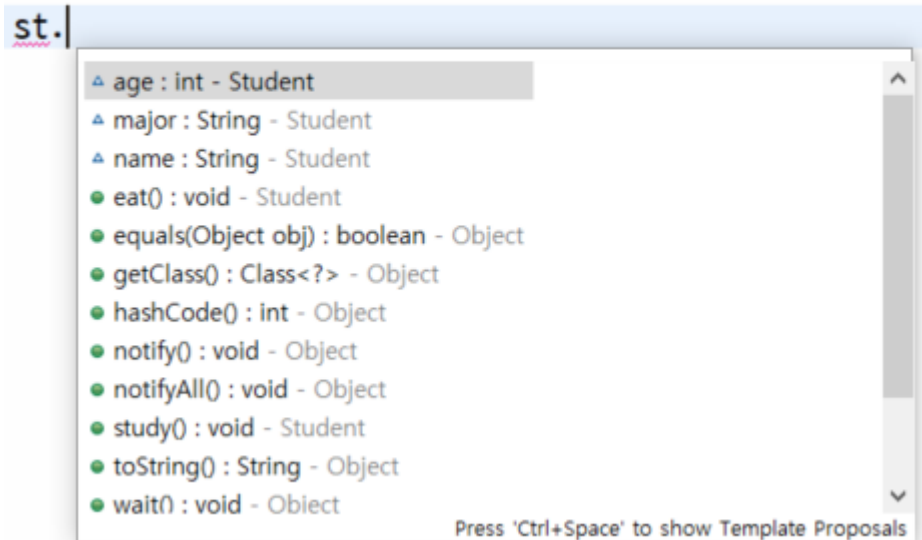 st.
age : int - Student
major : String - Student
name : String - Student
eat() : void - Student
equals(Object obj) : boolean - Object
getClass() : Class<?> - Object
hashCode() : int - Object
notify() : void - Object
notifyAll() : void - Object
study() : void - Student
toString() : String - Object
wait() : void - Object
Press 'Ctrl+Space' to show Template Proposals